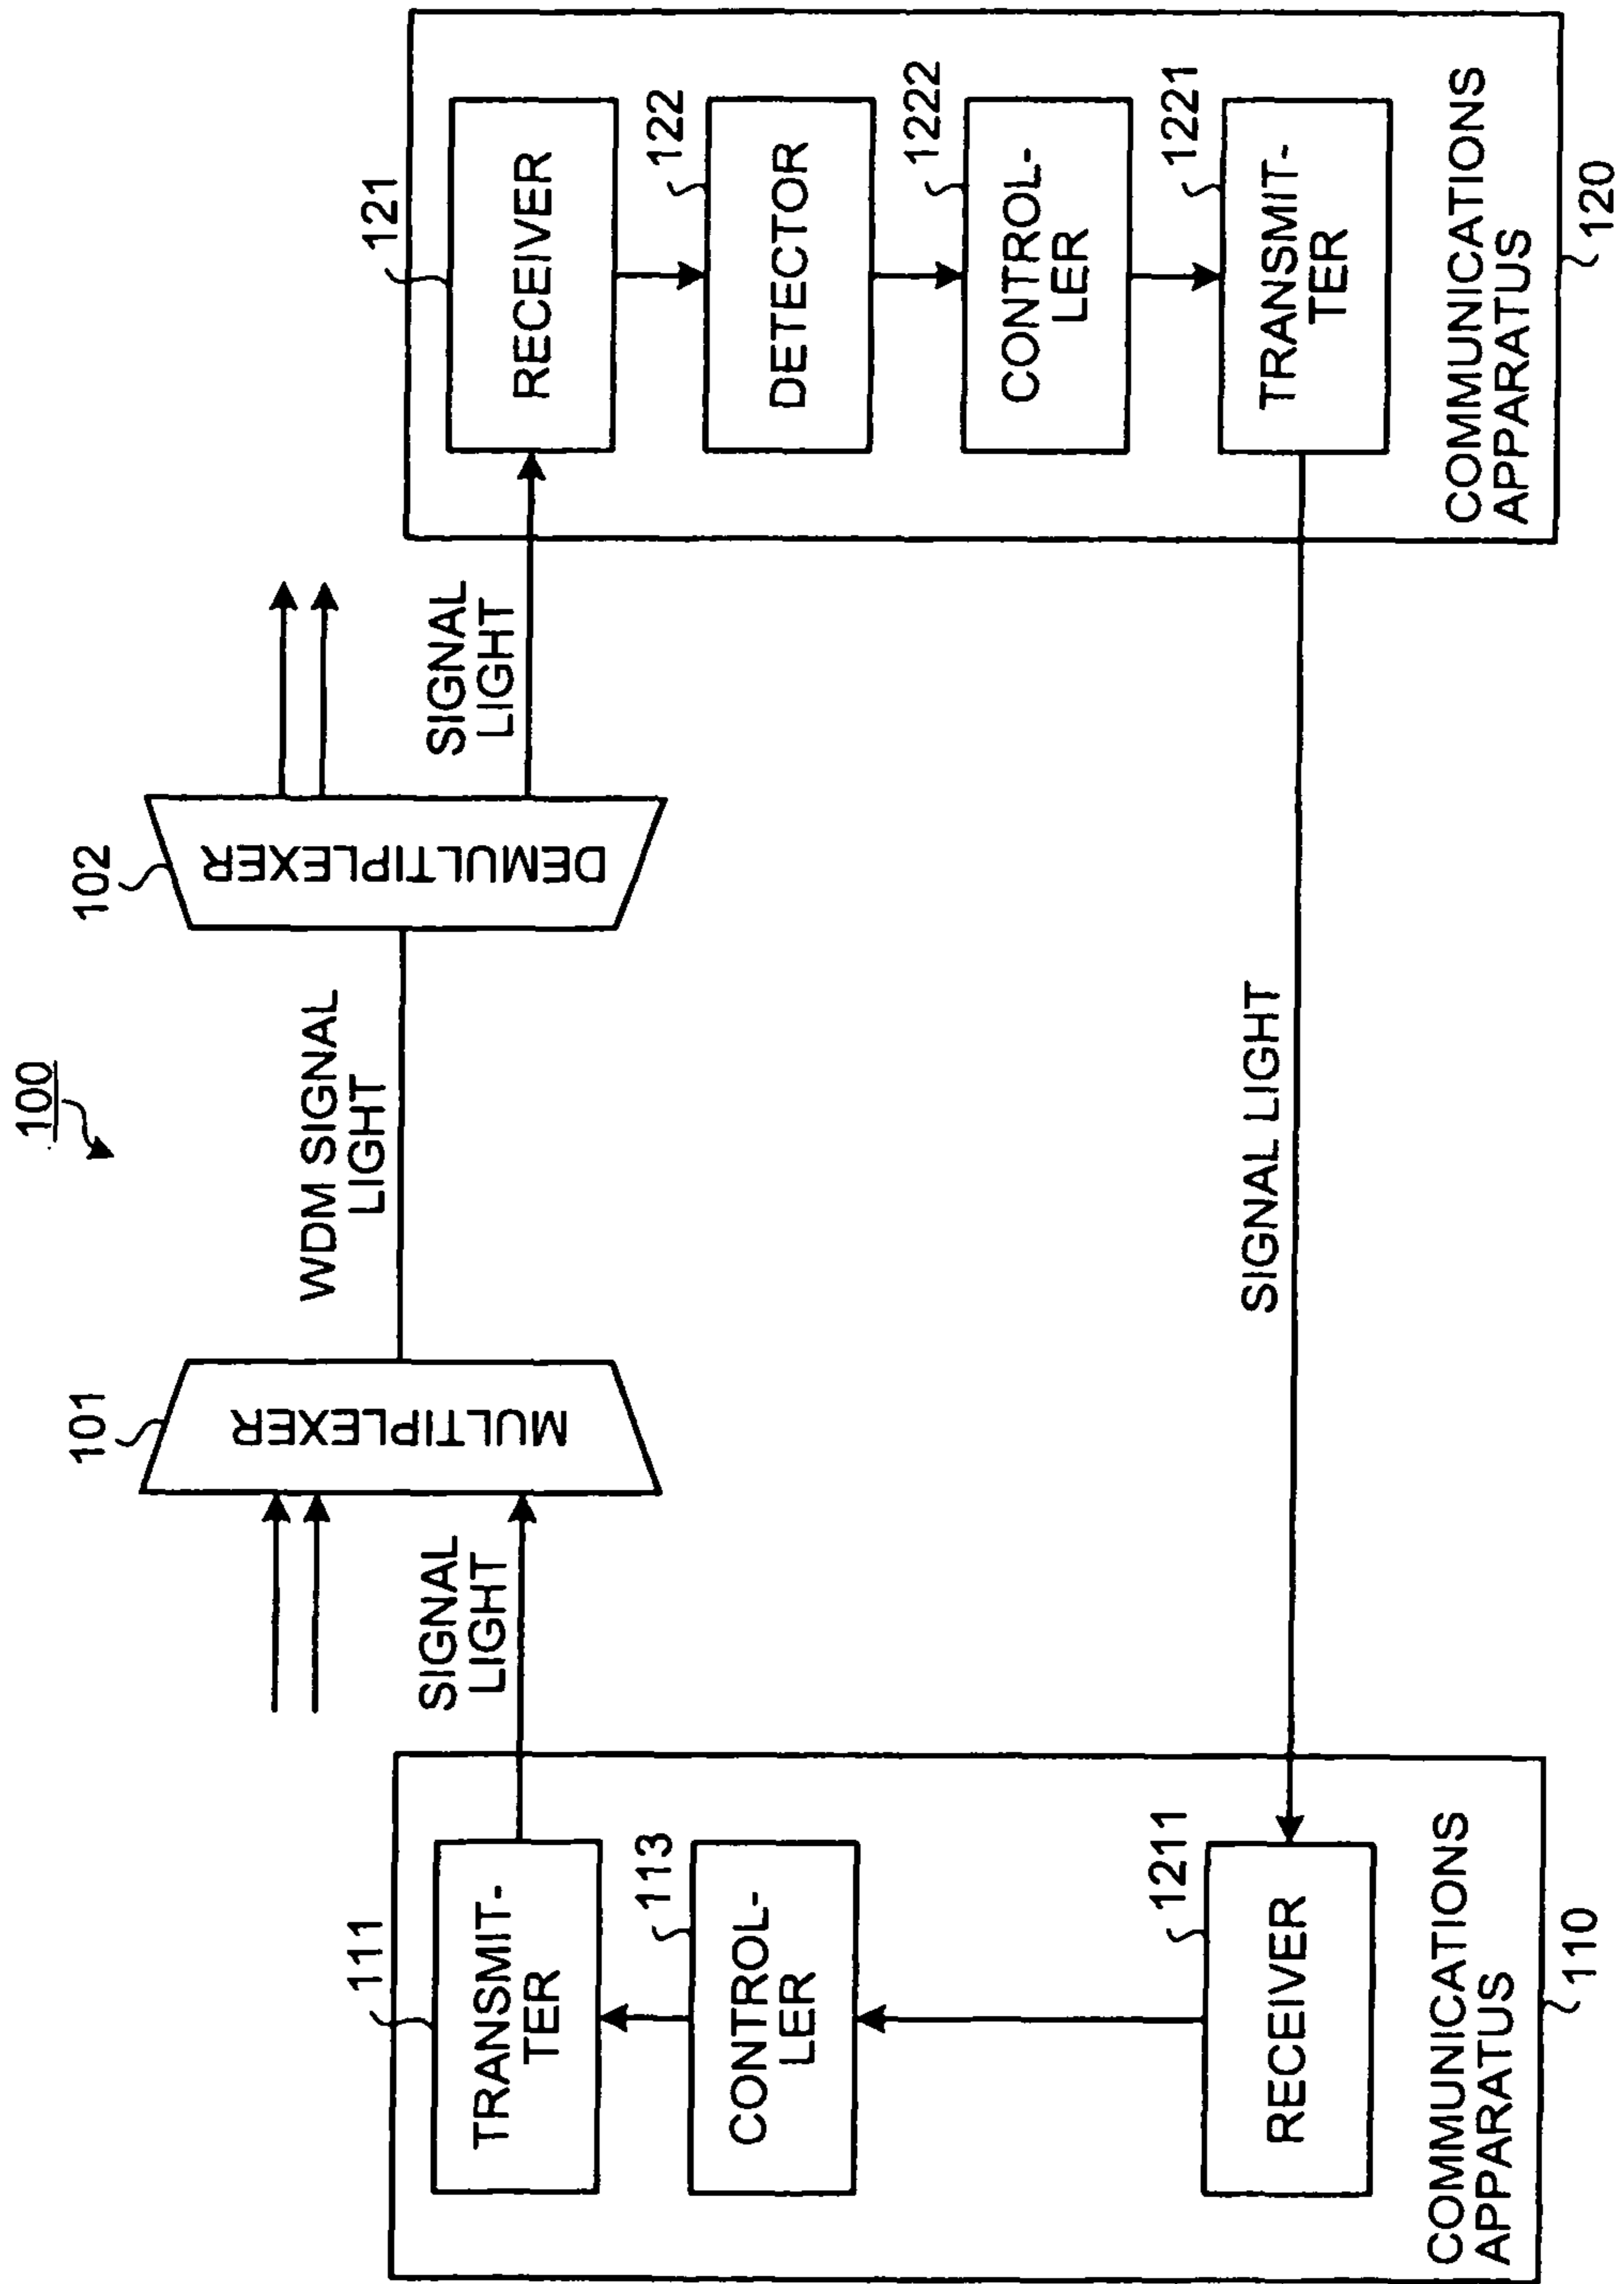 100
101
102
WDM SIGNAL
LIGHT
MULTIPLEXER
DEMULTIPLEXER
SIGNAL
LIGHT
SIGNAL
LIGHT
111
TRANSMIT-
TER
113
CONTROL-
LER
1211
RECEIVER
COMMUNICATIONS
APPARATUS
110
SIGNAL LIGHT
121
RECEIVER
122
DETECTOR
1222
CONTROL-
LER
1221
TRANSMIT-
TER
COMMUNICATIONS
APPARATUS
120